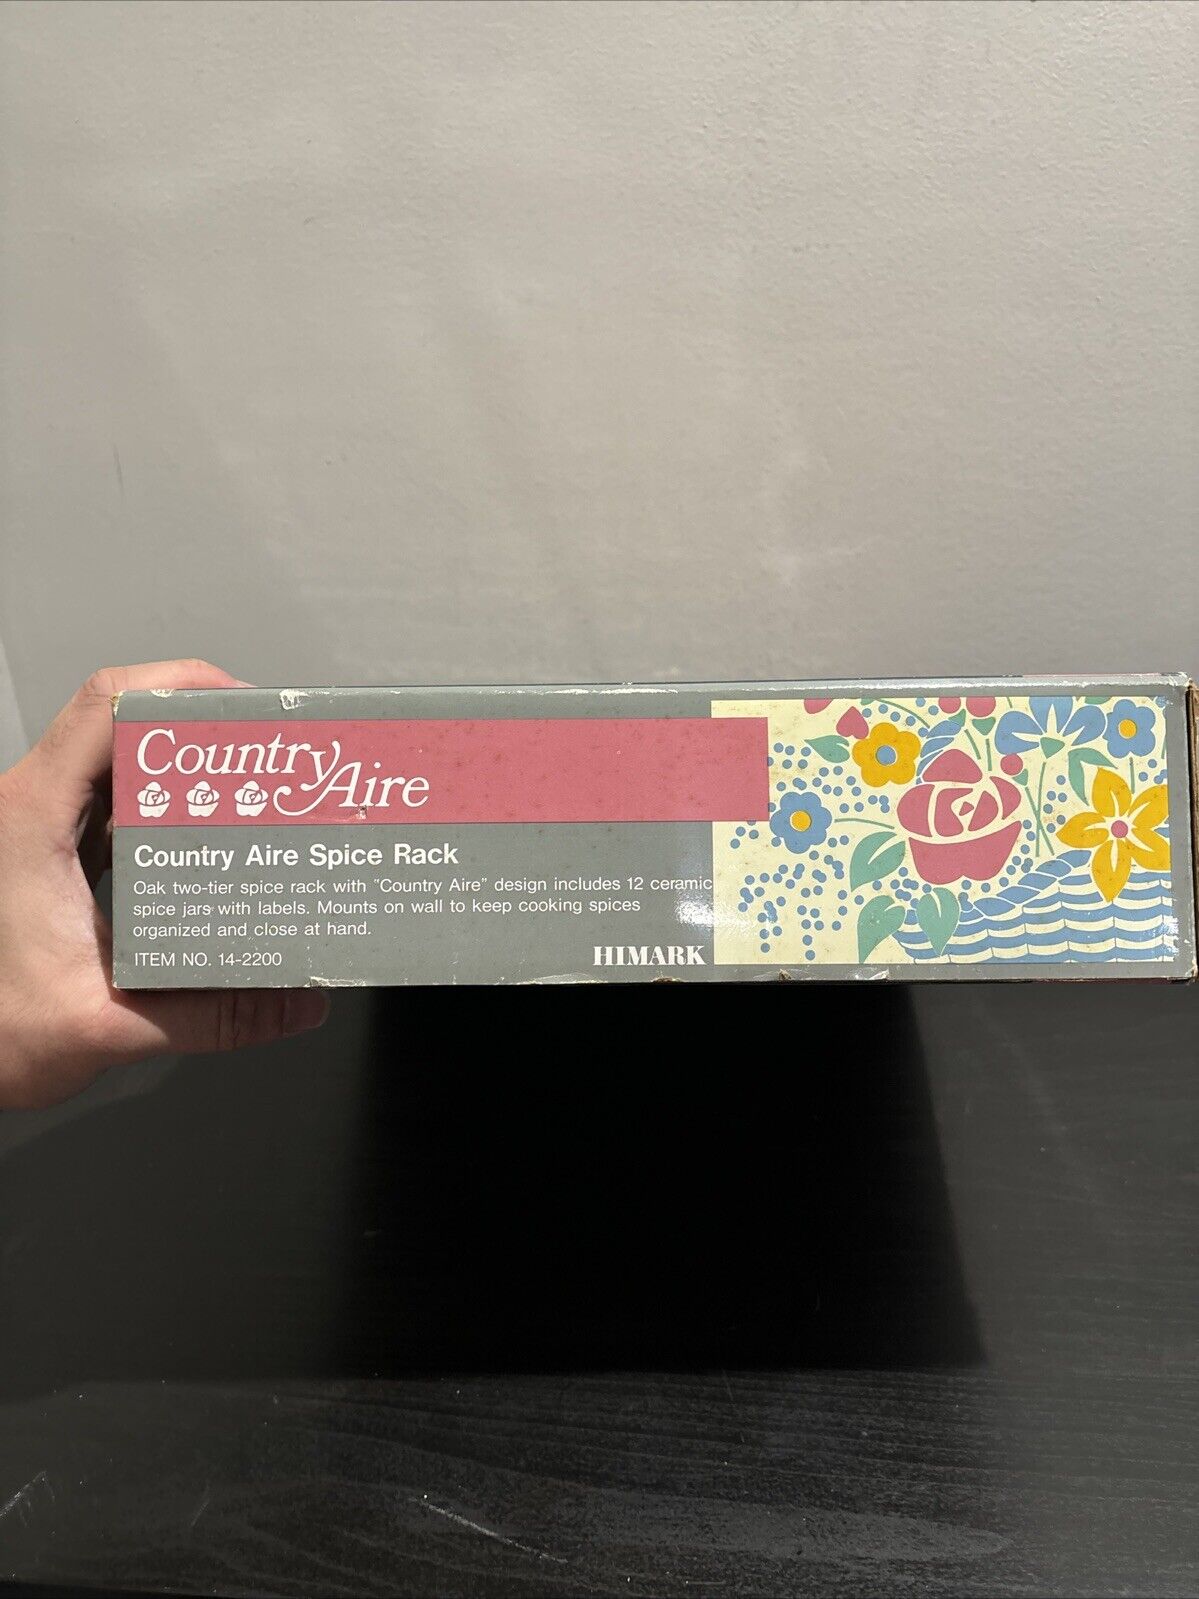 Country Aire
Country Aire Spice Rack
Oak two-tier spice rack with "Country Aire" design includes 12 ceramic
spice jars with labels. Mounts on wall to keep cooking spices
organized and close at hand.
ITEM NO. 14-2200
HIMARK